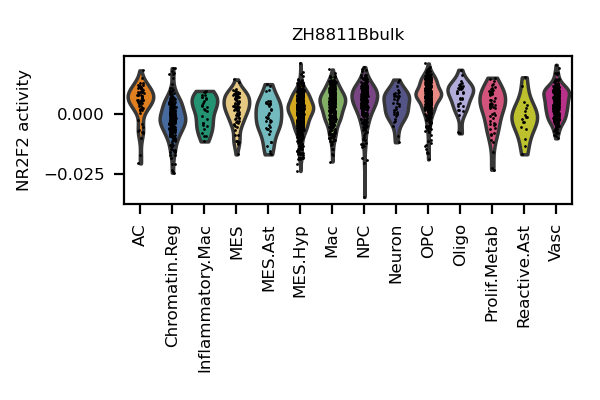 ZH8811Bbulk
NR2F2 activity
0.000
−0.025
AC
Chromatin.Reg
Inflammatory.Mac
MES
MES.Ast
MES.Hyp
Mac
NPC
Neuron
OPC
Oligo
Prolif.Metab
Reactive.Ast
Vasc